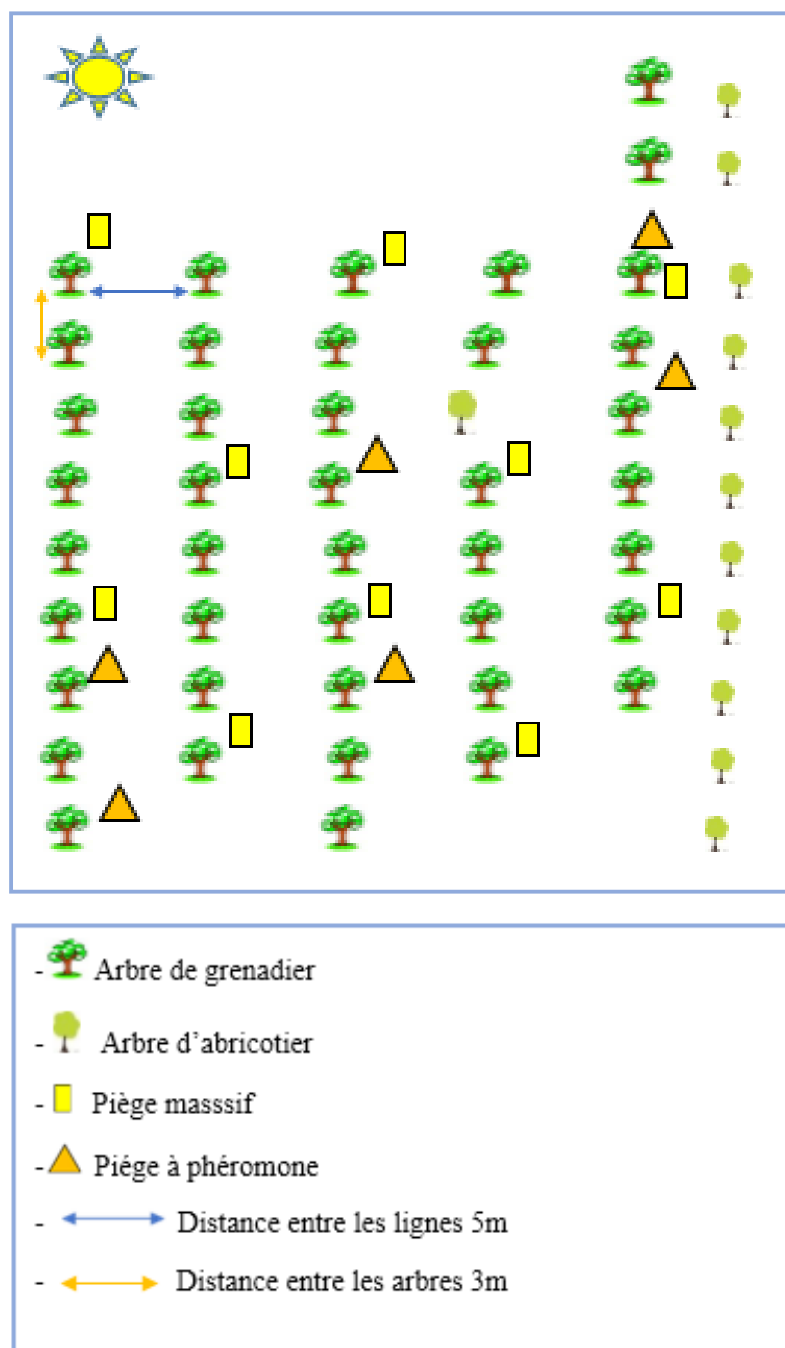 - Arbre de grenadier
- Arbre d’abricotier
- Piège masssif
- Piége à phéromone
- Distance entre les lignes 5m
- Distance entre les arbres 3m